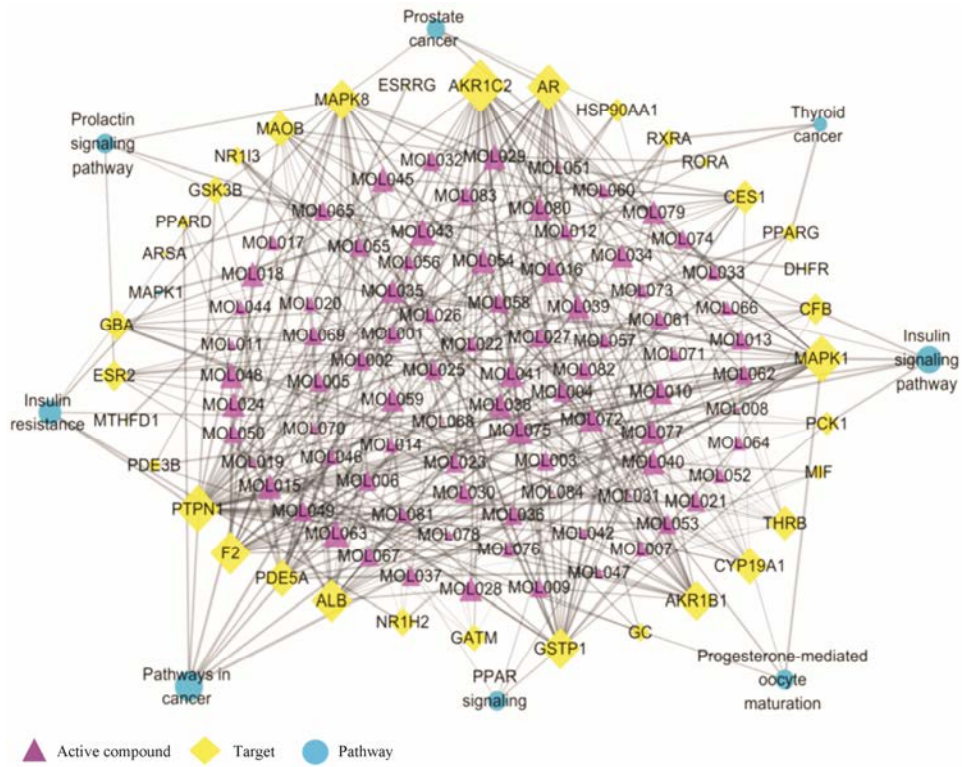 Prostate
cancer
ESRRG
AKR1C2
AR
MAPK8
HSP90AA1
Thyroid
cancer
Prolactin
signaling
pathway
MAOB
RXRA
NR1I3
MOL032
MOL029
MOL051
RORA
GSK3B
MOL045
MOL083
MOL060
CES1
PPARD
MOL065
MOL080
MOL079
PPARG
ARSA
MOL017
MOL055
MOL043
MOL012
MOL074
MAPK1
MOL018
MOL056
MOL054
MOL016
MOL034
MOL033
DHFR
MOL044
MOL020
MOL035
MOL058
MOL039
MOL073
MOL066
CFB
GBA
MOL026
MOL061
MOL011
MOL069
MOL001
MOL022
MOL027
MOL057
MOL013
MAPK1
Insulin
signaling
pathway
ESR2
MOL048
MOL002
MOL025
MOL041
MOL082
MOL071
MOL062
MOL005
MOL004
MOL010
Insulin
resistance
MTHFD1
MOL024
MOL059
MOL038
MOL008
PCK1
MOL050
MOL070
MOL068
MOL075
MOL072
MOL077
MOL064
PDE3B
MOL019
MOL046
MOL014
MOL023
MOL003
MOL040
MOL052
MIF
MOL015
MOL006
MOL030
MOL084
MOL031
MOL021
PTPN1
MOL049
MOL081
MOL036
MOL053
THRB
F2
MOL063
MOL078
MOL042
MOL076
MOL007
CYP19A1
PDE5A
MOL067
MOL037
MOL028
MOL009
MOL047
ALB
AKR1B1
NR1H2
GATM
GSTP1
GC
Pathways in
cancer
PPAR
signaling
Progesterone-mediated
oocyte
maturation
Active compound
Target
Pathway